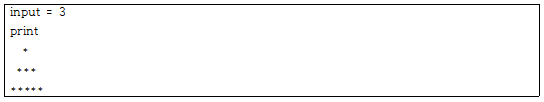 input = 3
print
  *
 ***
*****